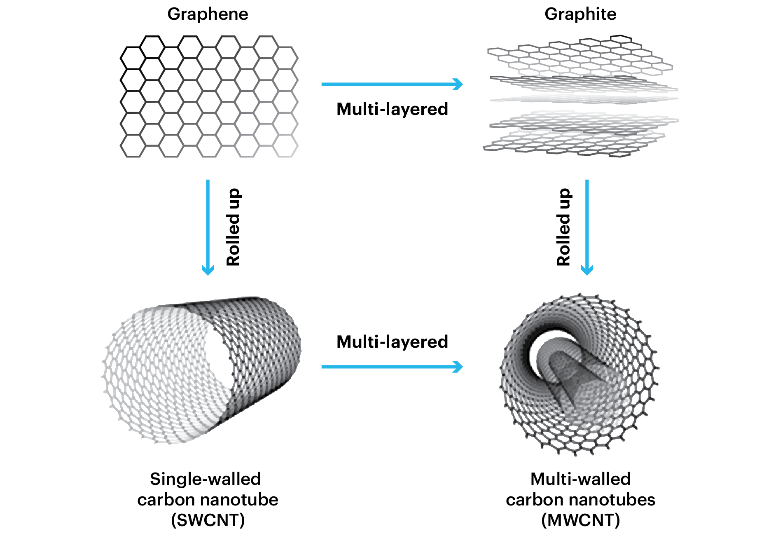 Graphene
Graphite
Multi-layered
Rolled up
Rolled up
Multi-layered
Single-walled
carbon nanotube
(SWCNT)
Multi-walled
carbon nanotubes
(MWCNT)